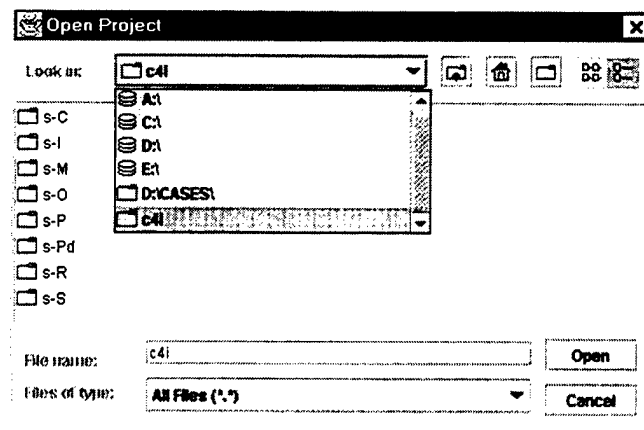 Open Project
Look in:
c4i
A:\
C:\
D:\
E:\
D:\CASES\
c4i
s-C
s-I
s-M
s-O
s-P
s-Pd
s-R
s-S
File name:
c4i
Open
Files of type:
All Files (*.*)
Cancel